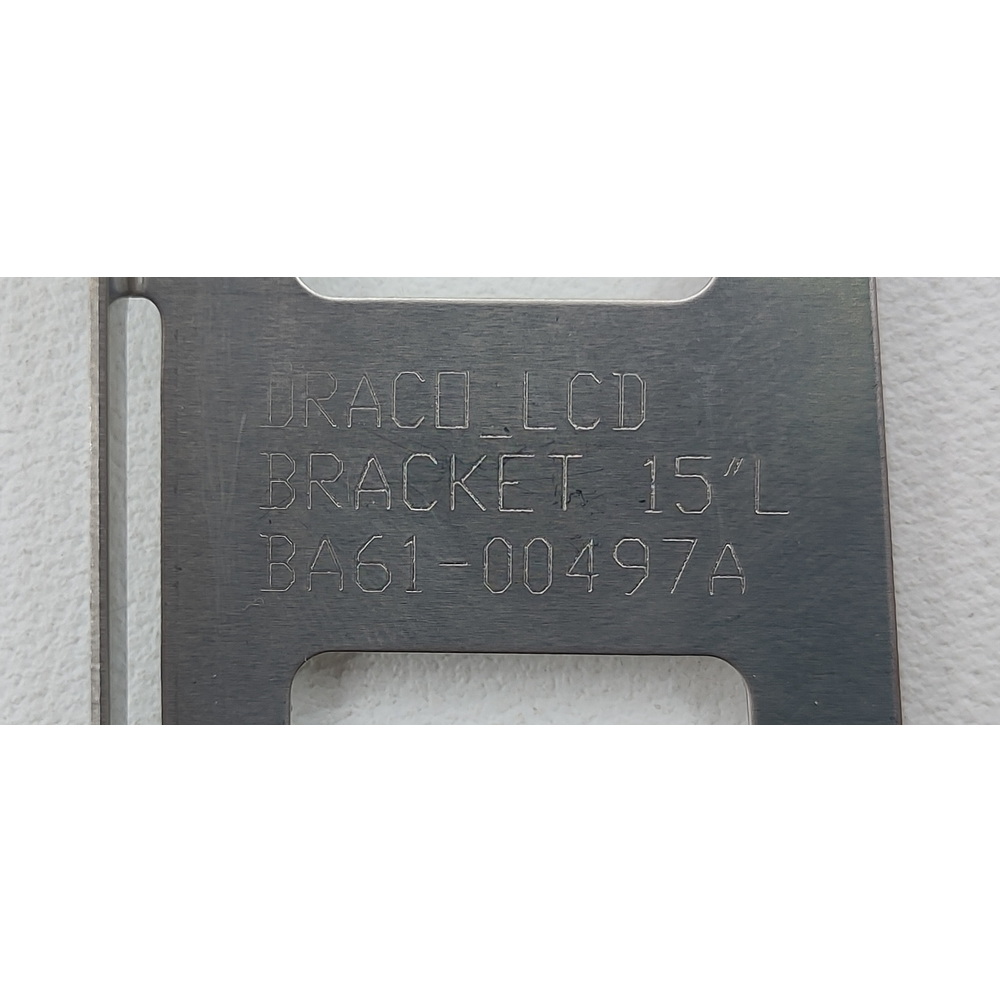 DRACO_LCD
BRACKET 15"L
BA61-00497A